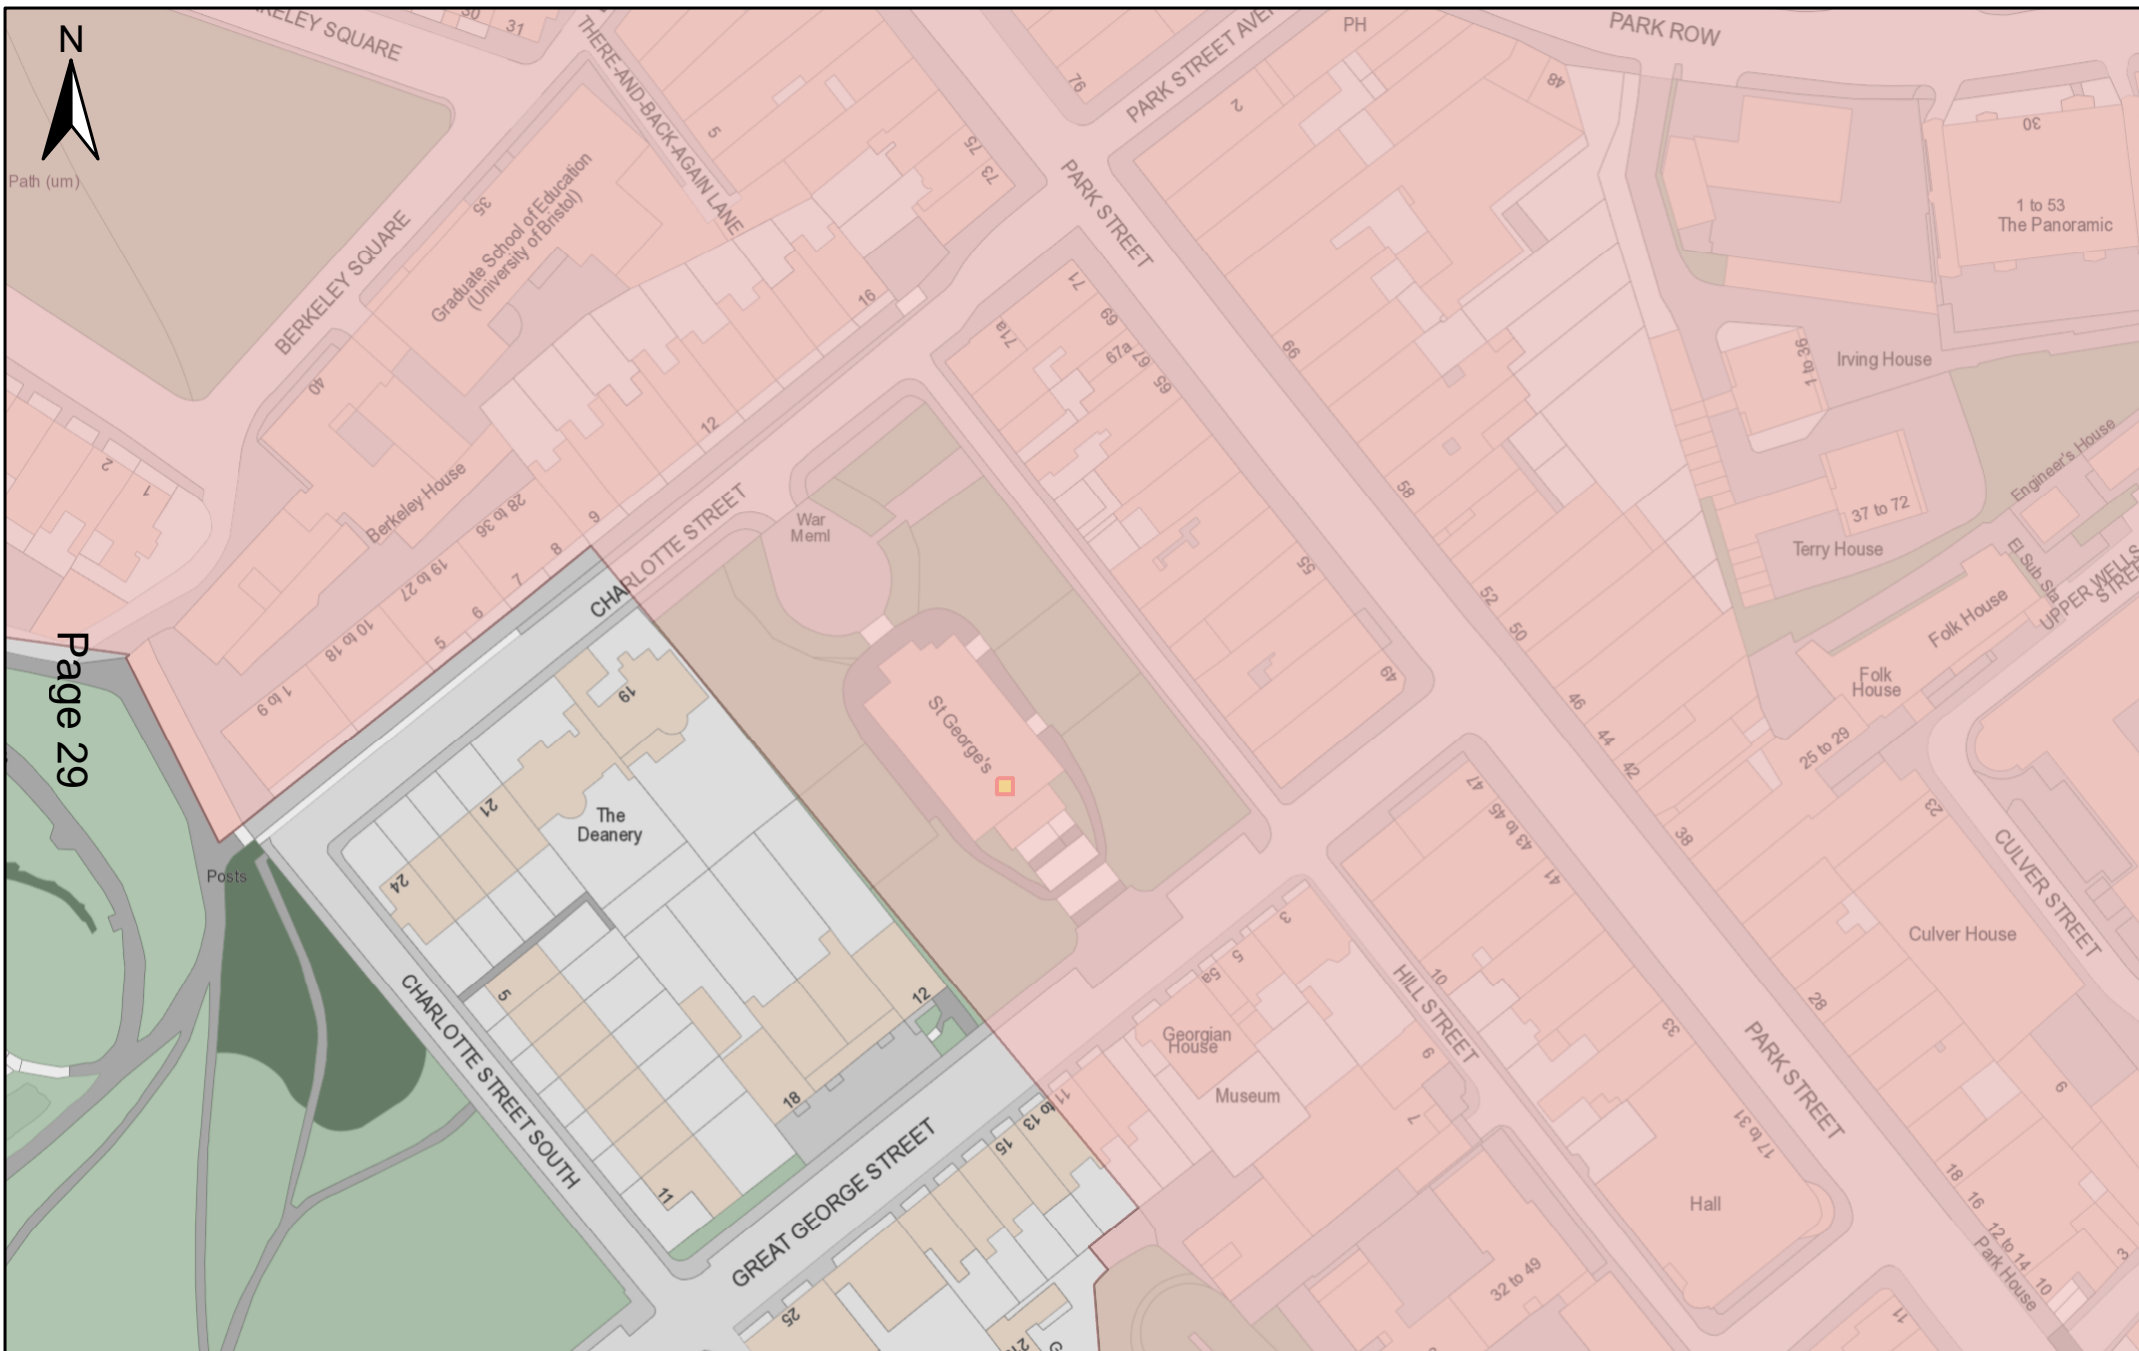 N
30
31
THERE-AND-BACK-AGAIN LANE
PH
PARK ROW
76
PARK STREET
2
48
30
Path (um)
5
75
73
35
Graduate School of Education
(University of Bristol)
PARK STREET
1 to 53
The Panoramic
BERKELEY SQUARE
16
71
71a
69
67a
67
65
66
1 to 36
Irving House
40
12
2
1
Berkeley House
28 to 36
6
8
CHARLOTTE STREET
War
Meml
58
Engineer's House
37 to 72
Terry House
El Sub Sta
UPPER WELLS
STREET
19 to 27
7
6
5
10 to 18
1 to 9
55
52
50
Folk House
Folk
House
49
46
44
42
25 to 29
Page 29
19
St George's
21
The
Deanery
24
Posts
47
43 to 45
41
38
23
CULVER STREET
Culver House
3
5
5a
10
HILL STREET
28
33
CHARLOTTE STREET SOUTH
5
12
Georgian
House
Museum
9
7
PARK STREET
6
18
11
GREAT GEORGE STREET
11
13 to
15
17 to 31
Hall
18
16
12 to 14
Park House
10
3
32 to 49
25
11